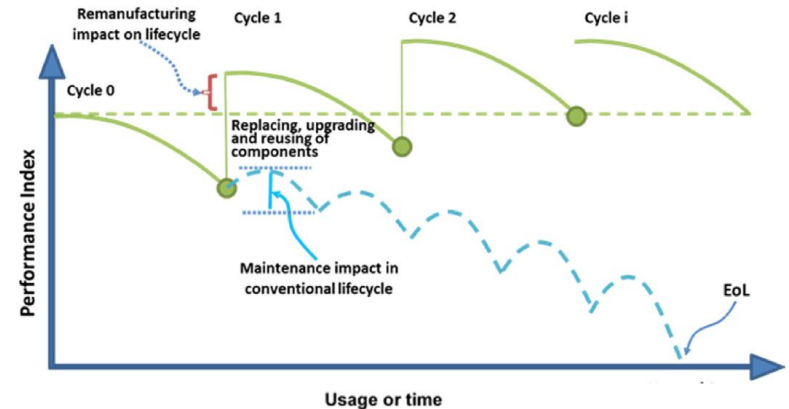 Remanufacturing
impact on lifecycle
Cycle 1
Cycle 2
Cycle i
Cycle 0
Replacing, upgrading
and reusing of
components
Maintenance impact in
conventional lifecycle
EoL
Performance Index
Usage or time